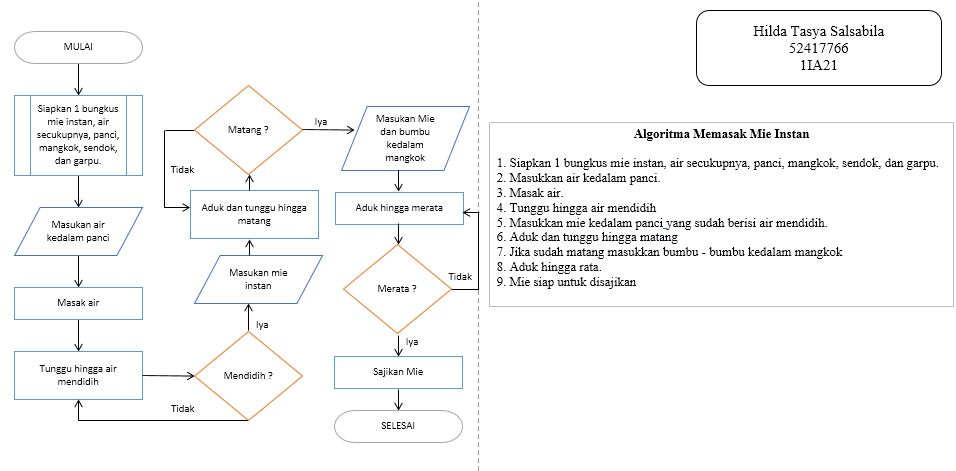 MULAI
Siapkan 1 bungkus
mie instan, air
secukupnya, panci,
mangkok, sendok,
dan garpu.
Masukan air
kedalam panci
Masak air
Tunggu hingga air
mendidih
Mendidih ?
Tidak
Iya
Masukan mie
instan
Aduk dan tunggu hingga
matang
Matang ?
Tidak
Iya
Masukan Mie
dan bumbu
kedalam
mangkok
Aduk hingga merata
Merata ?
Tidak
Iya
Sajikan Mie
SELESAI
Hilda Tasya Salsabila
52417766
1IA21
Algoritma Memasak Mie Instan
1. Siapkan 1 bungkus mie instan, air secukupnya, panci, mangkok, sendok, dan garpu.
2. Masukkan air kedalam panci.
3. Masak air.
4. Tunggu hingga air mendidih
5. Masukkan mie kedalam panci yang sudah berisi air mendidih.
6. Aduk dan tunggu hingga matang
7. Jika sudah matang masukkan bumbu - bumbu kedalam mangkok
8. Aduk hingga rata.
9. Mie siap untuk disajikan